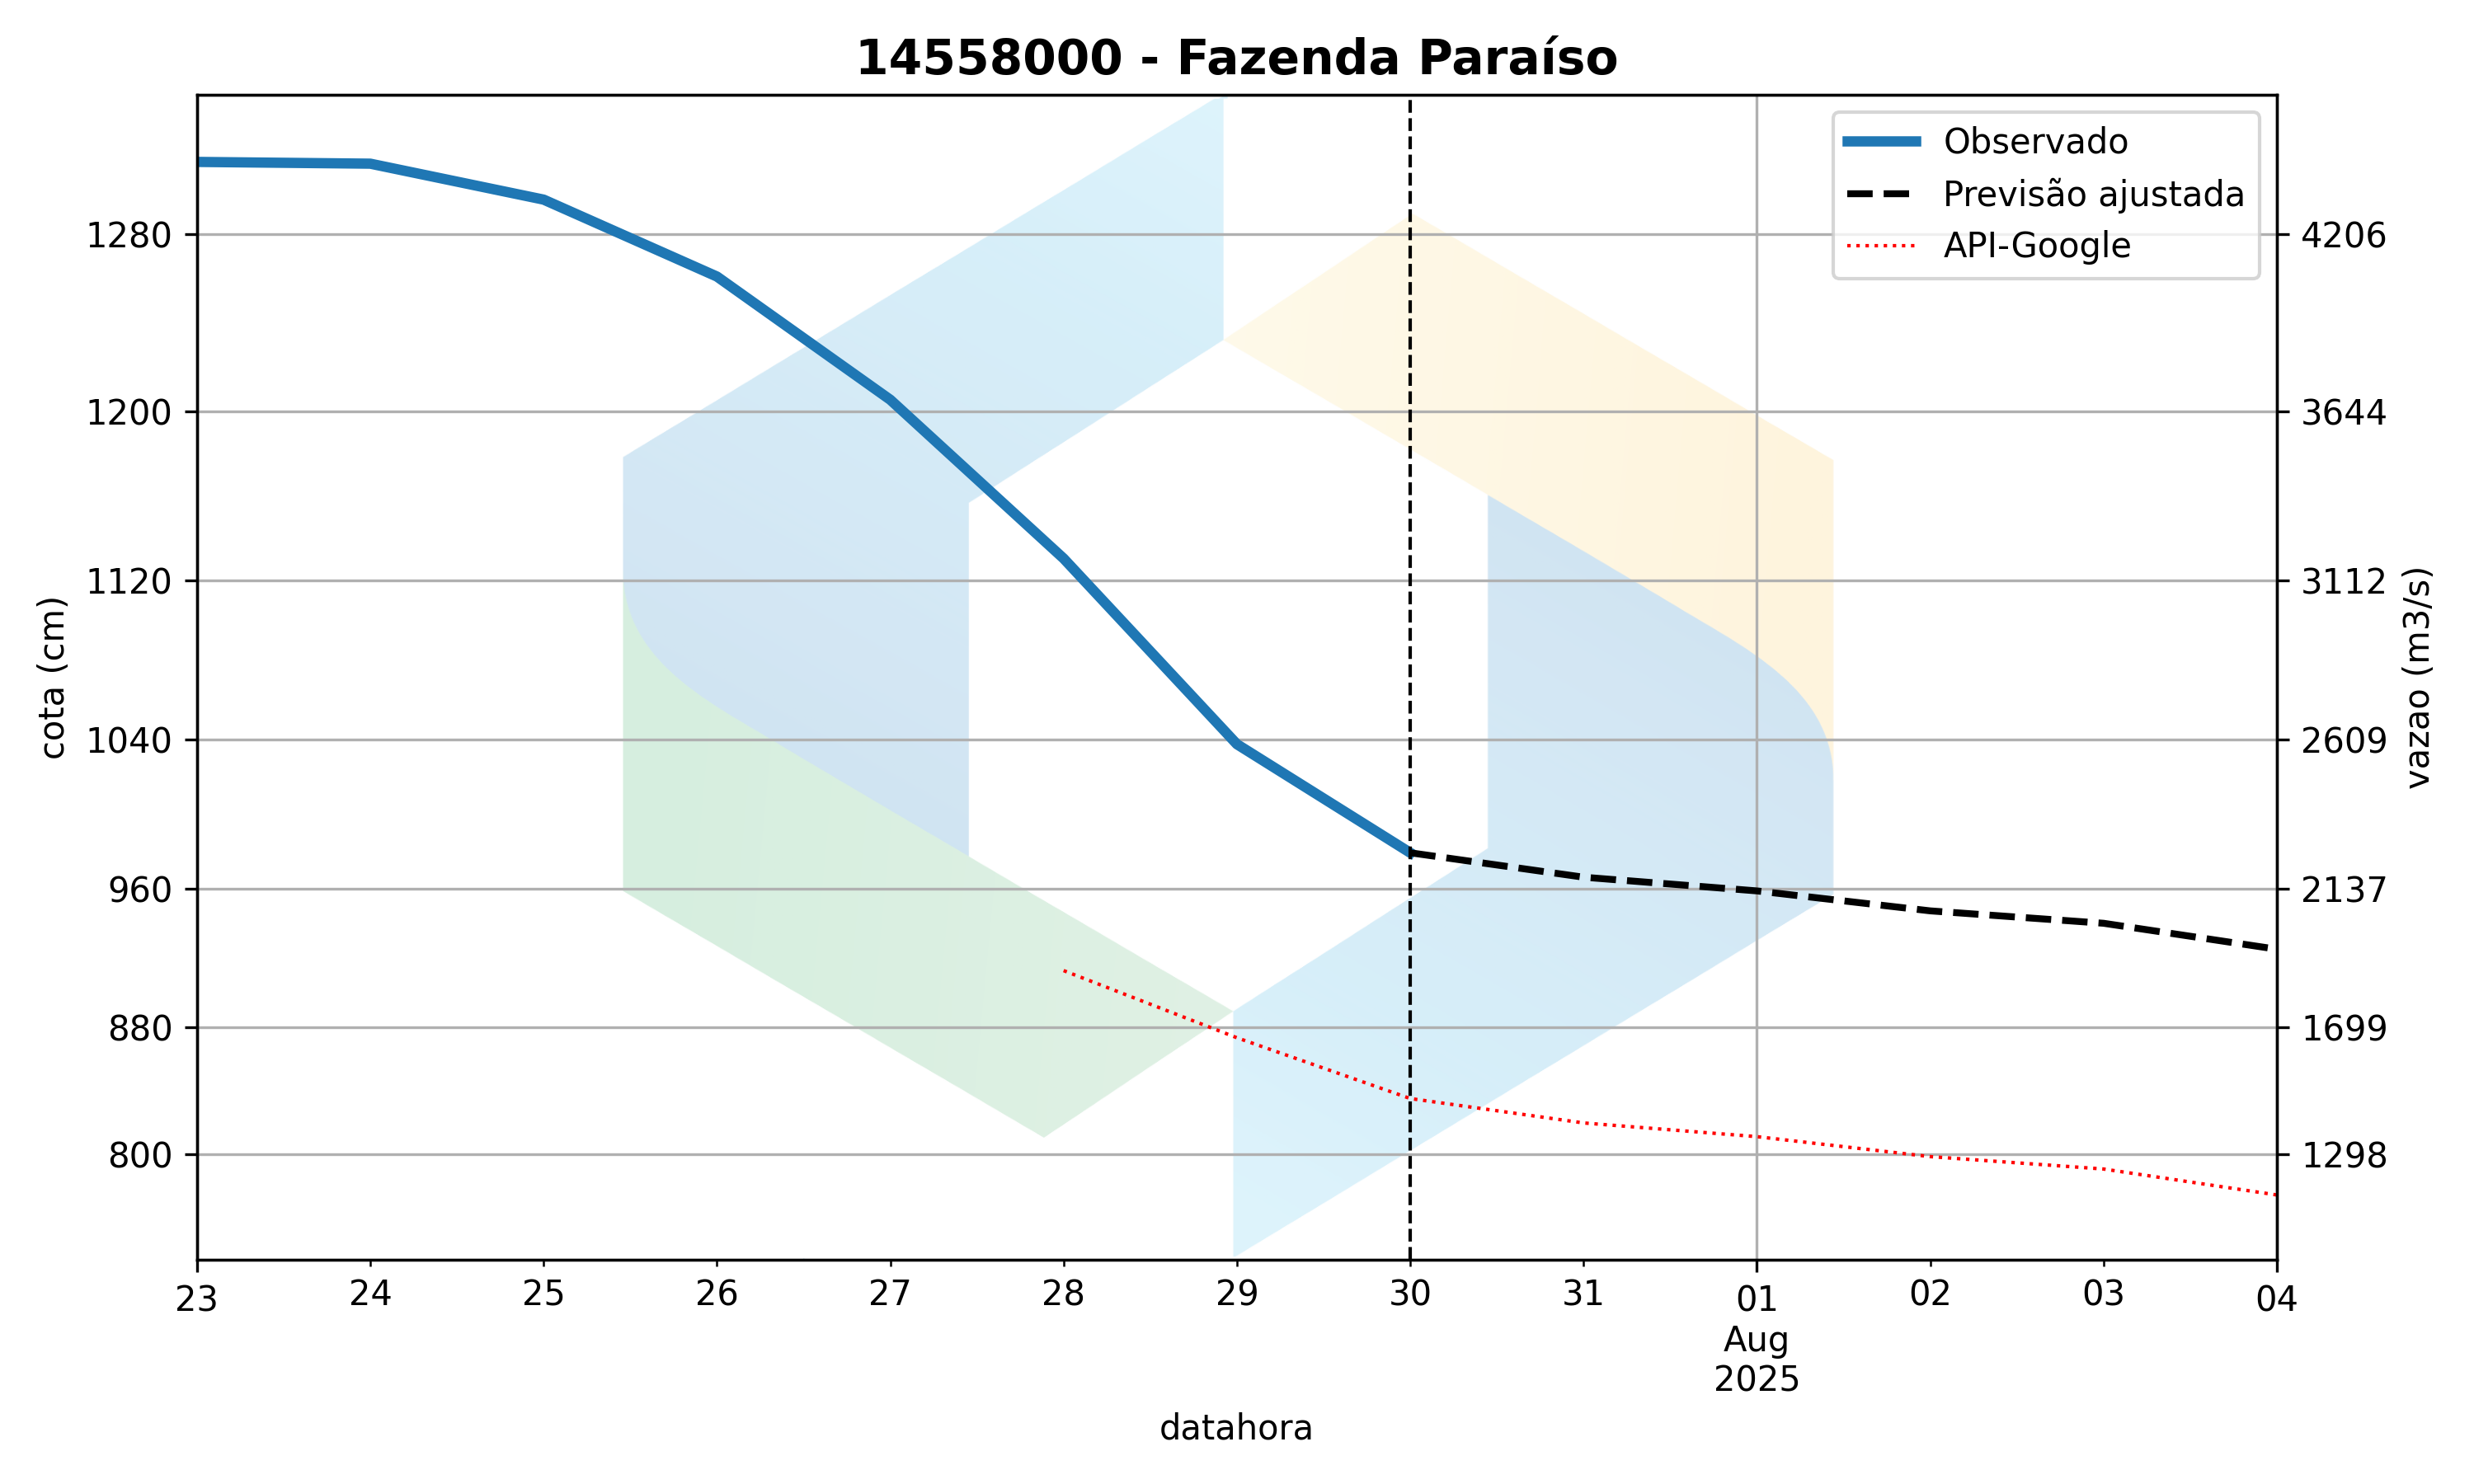 14558000 - Fazenda Paraíso
Observado
Previsão ajustada
API-Google
1280
1200
1120
1040
960
880
800
cota (cm)
4206
3644
3112
2609
2137
1699
1298
vazao (m3/s)
23 24 25 26 27 28 29 30 31 01 02 03 04
Aug
2025
datahora